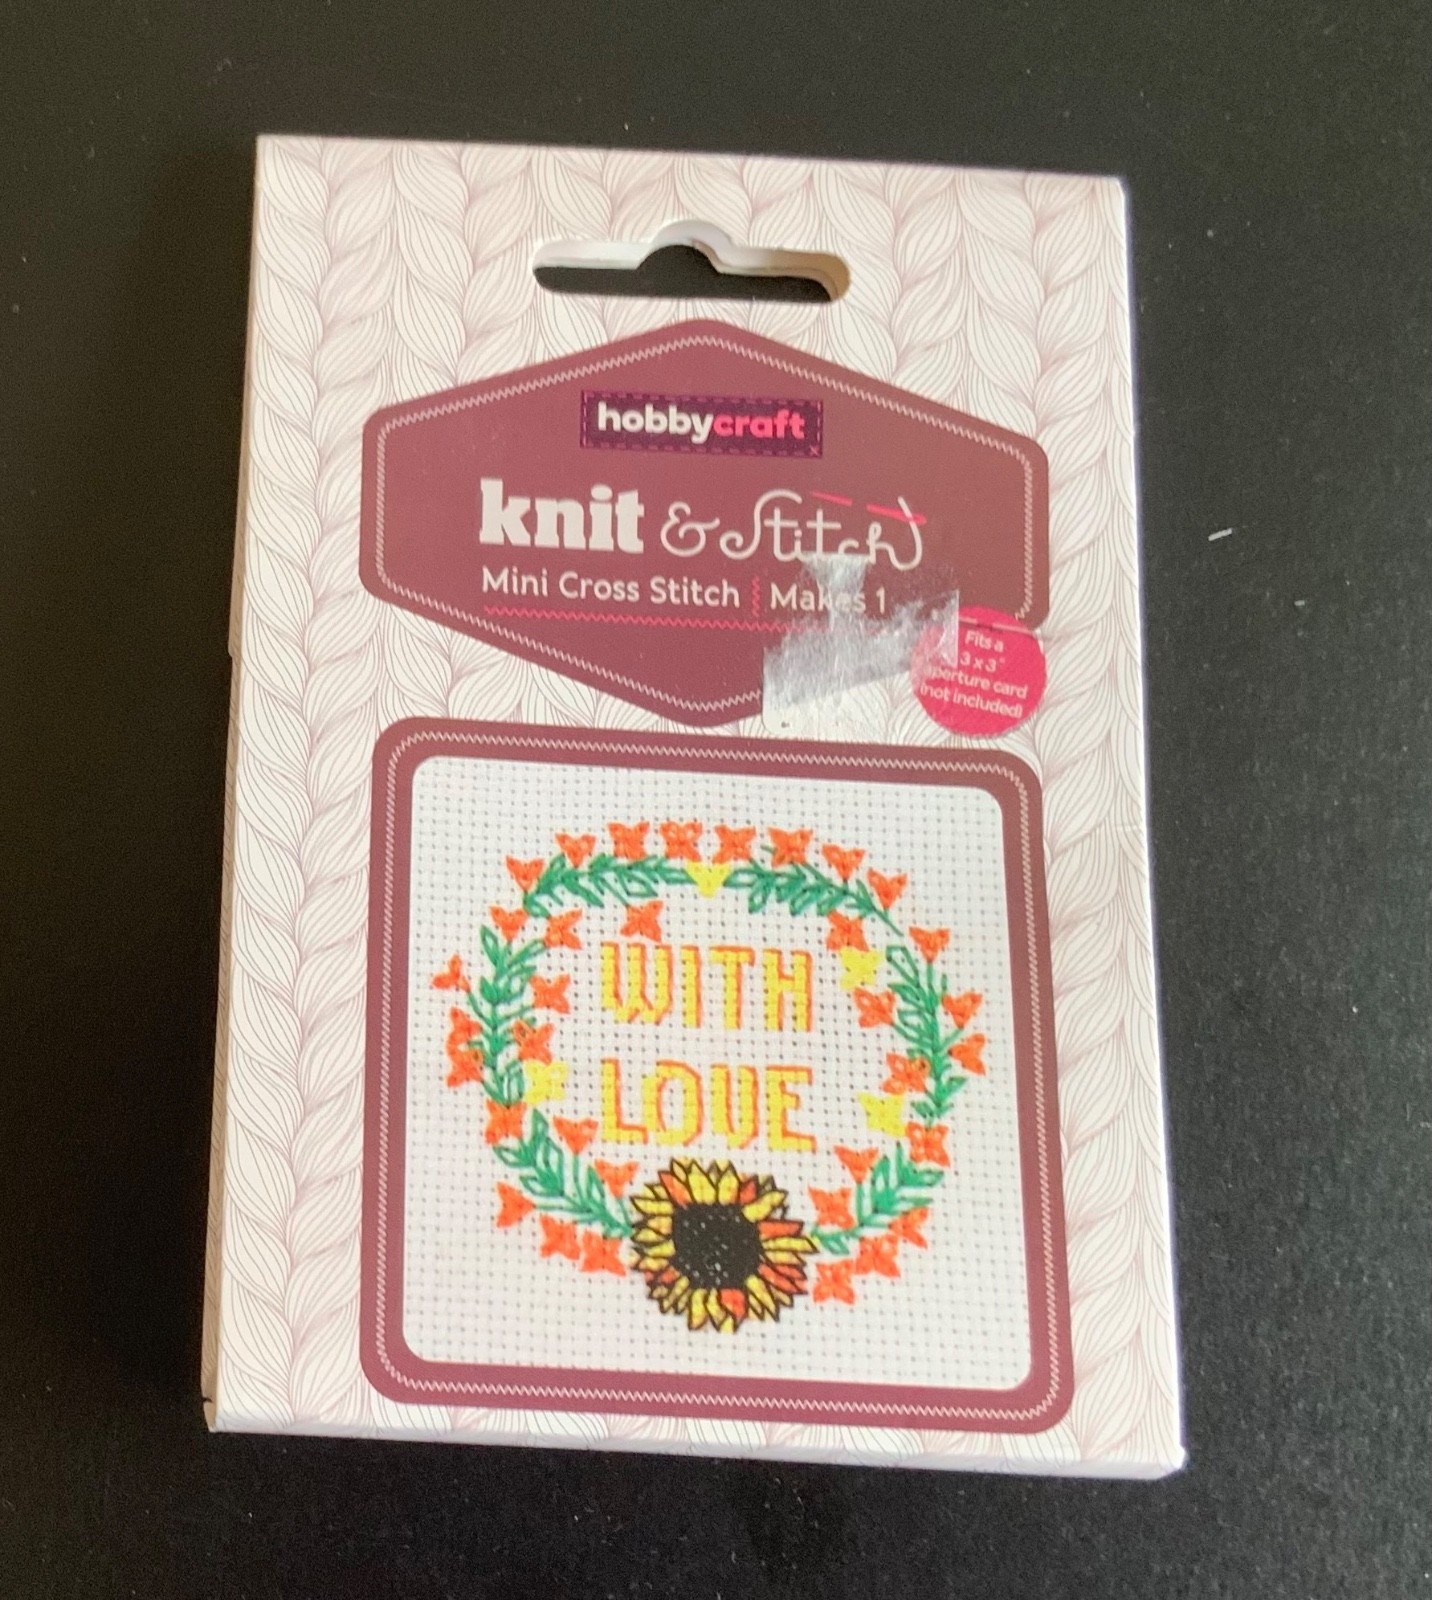 hobbycraft
knit & Stitch
Mini Cross Stitch Makes 1
Fits a
3 x 3"
aperture card
(not included)
WITH
LOVE